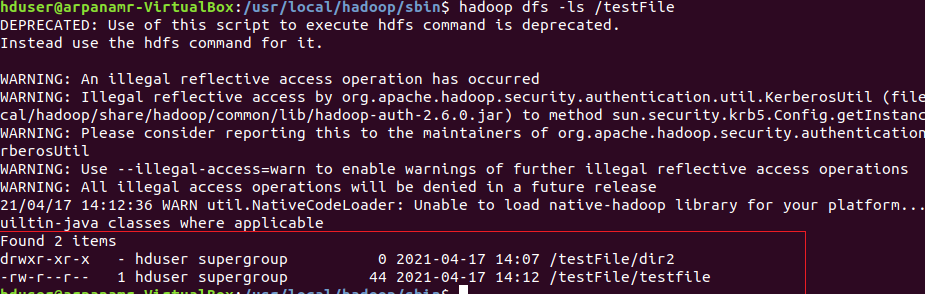 hduser@arpanamr-VirtualBox:/usr/local/hadoop/sbin$ hadoop dfs -ls /testFile
DEPRECATED: Use of this script to execute hdfs command is deprecated.
Instead use the hdfs command for it.
WARNING: An illegal reflective access operation has occurred
WARNING: Illegal reflective access by org.apache.hadoop.security.authentication.util.KerberosUtil (file
cal/hadoop/share/hadoop/common/lib/hadoop-auth-2.6.0.jar) to method sun.security.krb5.Config.getInstanc
WARNING: Please consider reporting this to the maintainers of org.apache.hadoop.security.authentication
rberosUtil
WARNING: Use --illegal-access=warn to enable warnings of further illegal reflective access operations
WARNING: All illegal access operations will be denied in a future release
21/04/17 14:12:36 WARN util.NativeCodeLoader: Unable to load native-hadoop library for your platform...
uiltin-java classes where applicable
Found 2 items
drwxr-xr-x   - hduser supergroup          0 2021-04-17 14:07 /testFile/dir2
-rw-r--r--   1 hduser supergroup         44 2021-04-17 14:12 /testFile/testfile
hduser@arpanamr-VirtualBox:/usr/local/hadoop/sbin$